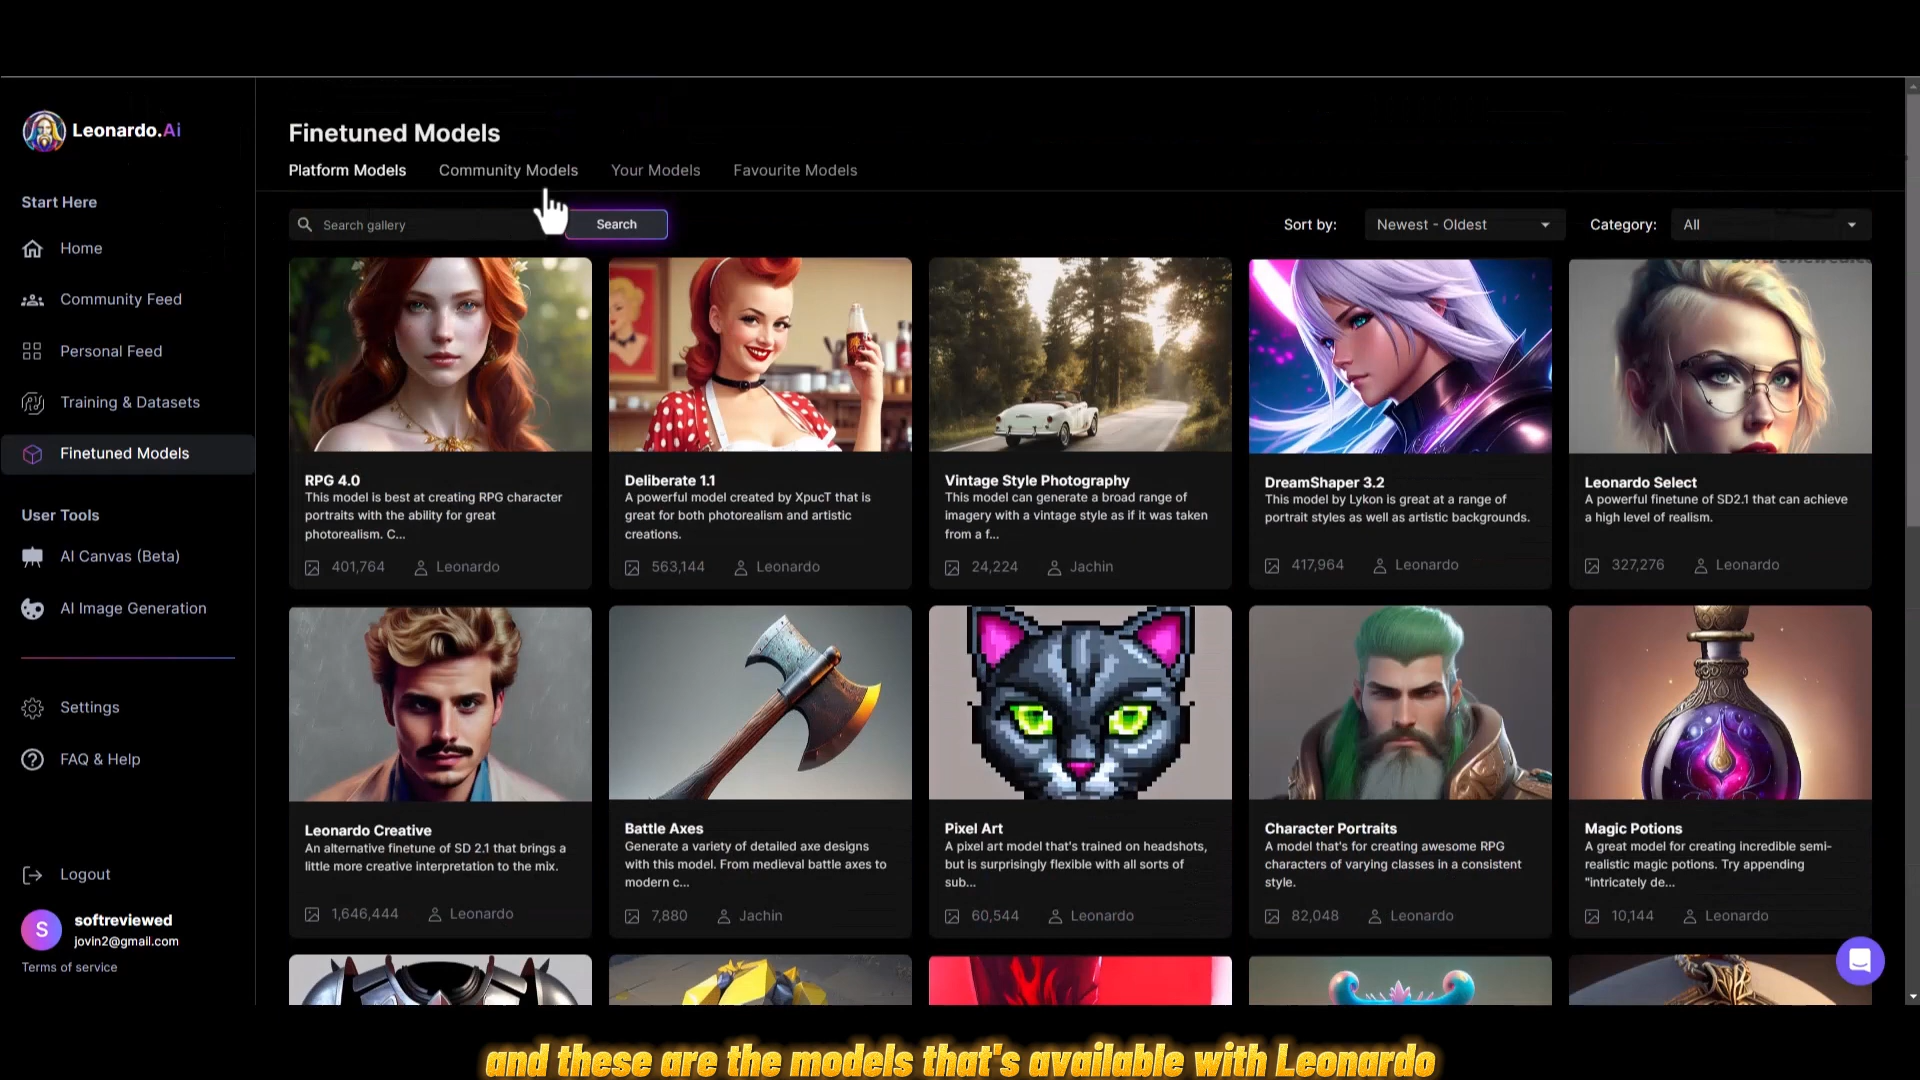 Leonardo.Ai
Start Here
Home
Community Feed
Personal Feed
Training & Datasets
Finetuned Models
User Tools
AI Canvas (Beta)
AI Image Generation
Settings
FAQ & Help
Logout
S
softreviewed
jovin2@gmail.com
Terms of service
Finetuned Models
Platform Models Community Models Your Models Favourite Models
Search gallery Search Sort by: Newest - Oldest Category: All
RPG 4.0
This model is best at creating RPG character
portraits with the ability for great
photorealism. C...
401,764 Leonardo
Deliberate 1.1
A powerful model created by XpucT that is
great for both photorealism and artistic
creations.
563,144 Leonardo
Vintage Style Photography
This model can generate a broad range of
imagery with a vintage style as if it was taken
from a f...
24,224 Jachin
DreamShaper 3.2
This model by Lykon is great at a range of
portrait styles as well as artistic backgrounds.
417,964 Leonardo
Leonardo Select
A powerful finetune of SD2.1 that can achieve
a high level of realism.
327,276 Leonardo
Leonardo Creative
An alternative finetune of SD 2.1 that brings a
little more creative interpretation to the mix.
1,646,444 Leonardo
Battle Axes
Generate a variety of detailed axe designs
with this model. From medieval battle axes to
modern c...
7,880 Jachin
Pixel Art
A pixel art model that's trained on headshots,
but is surprisingly flexible with all sorts of
sub...
60,544 Leonardo
Character Portraits
A model that's for creating awesome RPG
characters of varying classes in a consistent
style.
82,048 Leonardo
Magic Potions
A great model for creating incredible semi-
realistic magic potions. Try appending
"intricately de...
10,144 Leonardo
and these are the models that's available with Leonardo